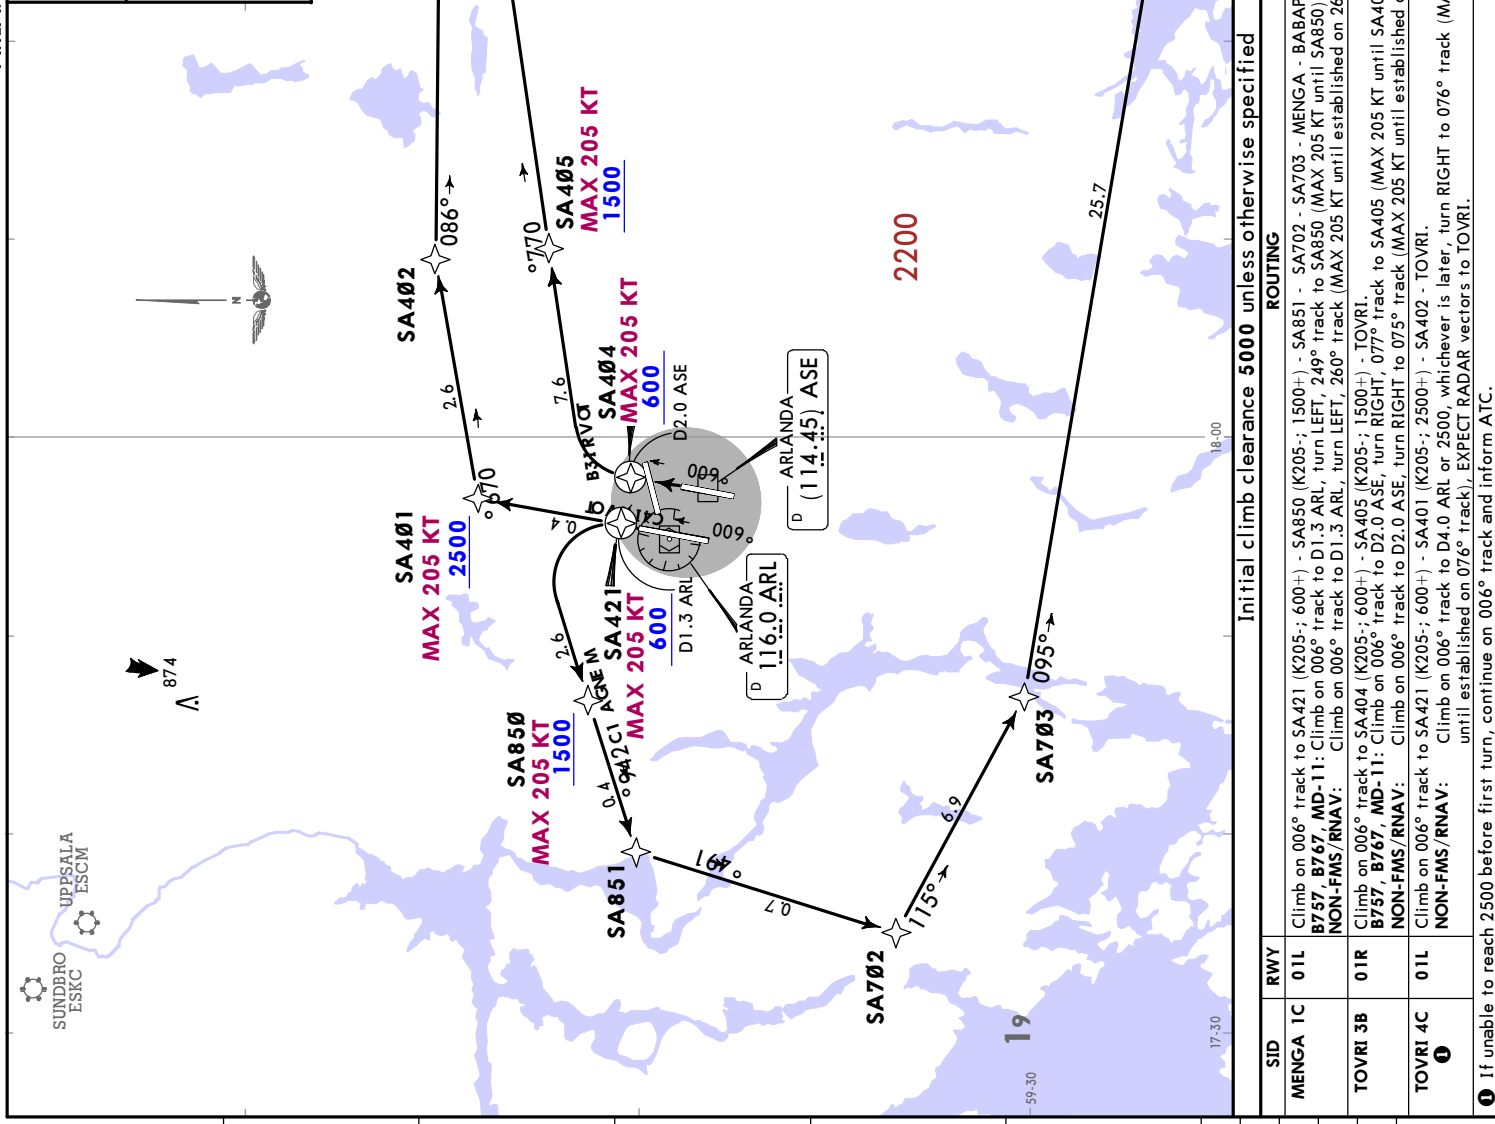 SUNDBRO
ESKC
UPPSALA
ESCM
874
SA402
086°
2.6
SA401
MAX 205 KT
2500
SA405
MAX 205 KT
1500
077°
7.6
SA404
MAX 205 KT
600
D2.0 ASE
0.4
2.6
SA421
MAX 205 KT
600
D1.3 ARL
SA850
MAX 205 KT
1500
0.4
SA851
0.7
SA702
115°
6.9
SA703
095°
25.7
D
ARLANDA
(114.45) ASE
D
ARLANDA
116.0 ARL
N
2200
19
18-00
17-30
59-30
Initial climb clearance 5000 unless otherwise specified
SID RWY ROUTING
MENGA 1C 01L Climb on 006° track to SA421 (K205-; 600+) - SA850 (K205-; 1500+) - SA851 - SA702 - SA703 - MENGA - BABAP
B757, B767, MD-11: Climb on 006° track to D1.3 ARL, turn LEFT, 249° track to SA850 (MAX 205 KT until SA850)
NON-FMS/RNAV: Climb on 006° track to D1.3 ARL, turn LEFT, 260° track (MAX 205 KT until established on 26
TOVRI 3B 01R Climb on 006° track to SA404 (K205-; 600+) - SA405 (K205-; 1500+) - TOVRI.
B757, B767, MD-11: Climb on 006° track to D2.0 ASE, turn RIGHT, 077° track to SA405 (MAX 205 KT until SA40
NON-FMS/RNAV: Climb on 006° track to D2.0 ASE, turn RIGHT to 075° track (MAX 205 KT until established
TOVRI 4C 01L Climb on 006° track to SA421 (K205-; 600+) - SA401 (K205-; 2500+) - SA402 - TOVRI.
❶ NON-FMS/RNAV: Climb on 006° track to D4.0 ARL or 2500, whichever is later, turn RIGHT to 076° track (MA
until established on 076° track), EXPECT RADAR vectors to TOVRI.
❶ If unable to reach 2500 before first turn, continue on 006° track and inform ATC.